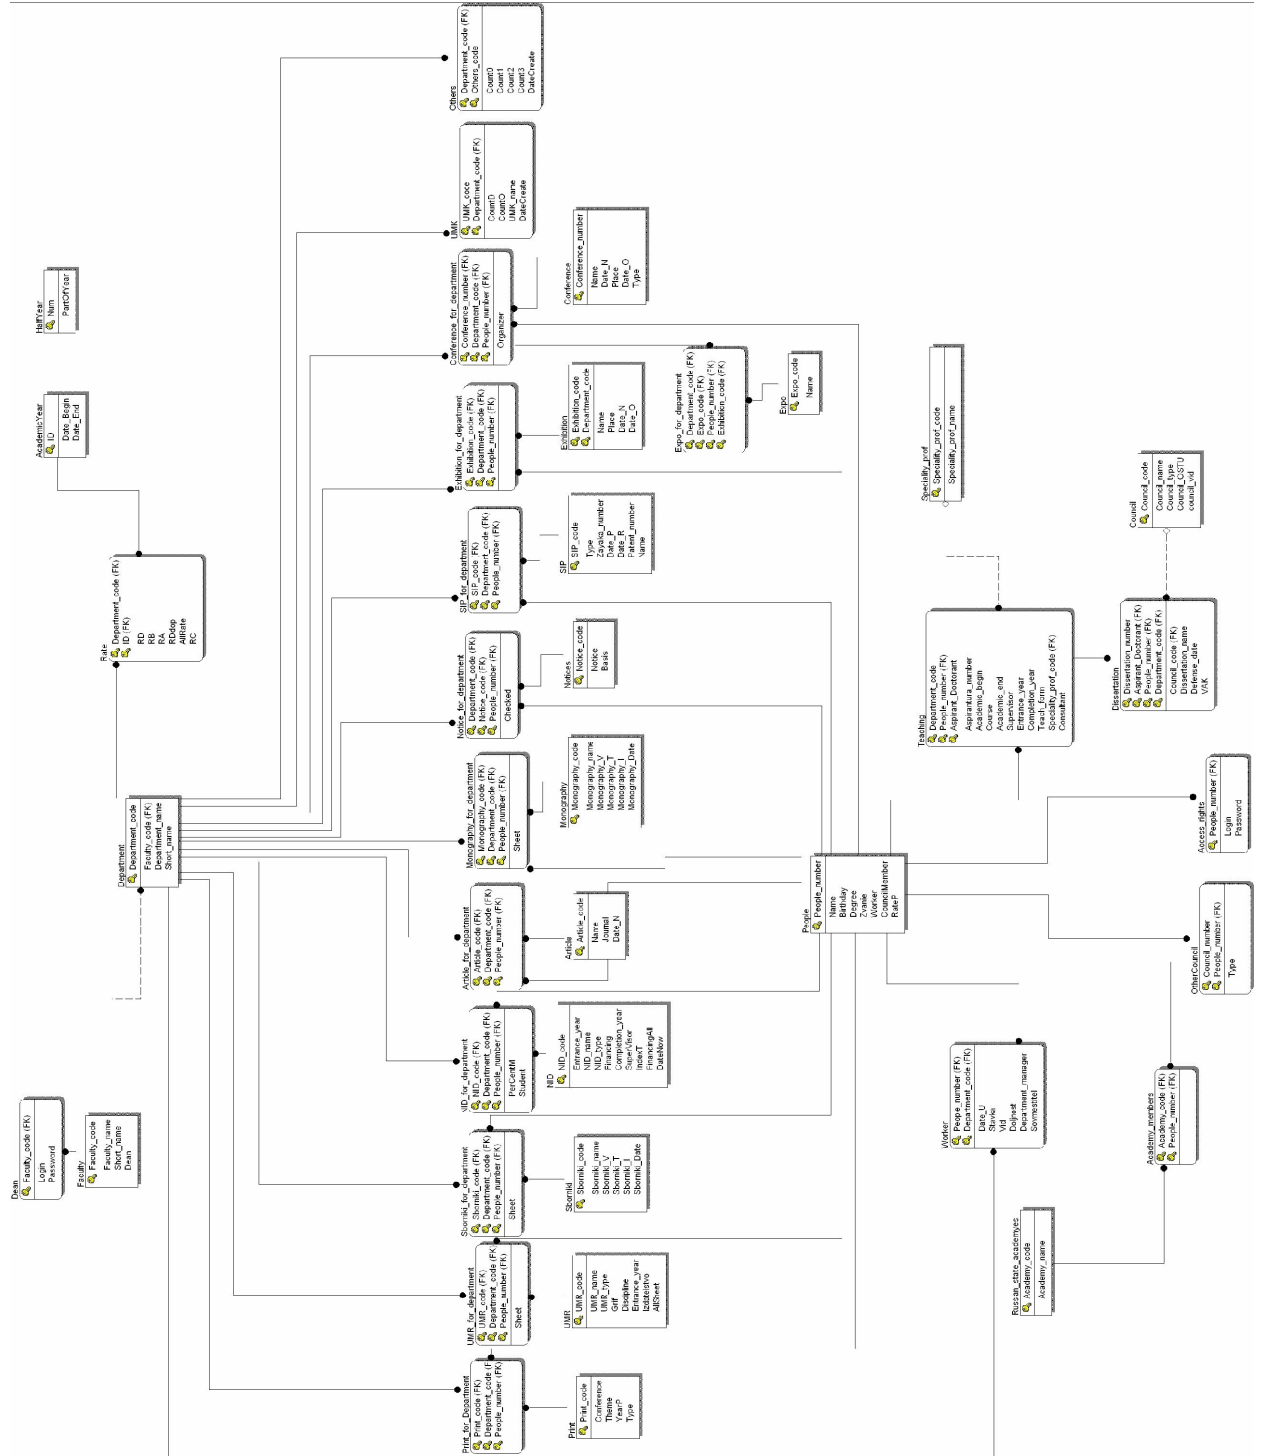 Dean
Faculty_code (FK)
Login
Password
Faculty
Faculty_code
Faculty_name
Short_name
Dean
AcademicYear
ID
Date_Begin
Date_End
HalfYear
Num
PartOfYear
Rate
Department_code (FK)
ID (FK)
RD
RB
RA
RDdop
AllRate
RC
Department
Department_code
Faculty_code (FK)
Department_name
Short_name
Print_for_Department
Print_code (FK)
Department_code (F
People_number (FK)
UMR_for_department
UMR_code (FK)
Department_code (FK)
People_number (FK)
Sheet
Sborniki_for_department
Sborniki_code (FK)
Department_code (FK)
People_number (FK)
Sheet
NID_for_department
NID_code (FK)
Department_code (FK)
People_number (FK)
PerCentM
Student
Article_for_department
Article_code (FK)
Department_code (FK)
People_number (FK)
Monography_for_department
Monography_code (FK)
Department_code (FK)
People_number (FK)
Sheet
Notice_for_department
Department_code (FK)
Notice_code (FK)
People_number (FK)
Checked
SIP_for_department
SIP_code (FK)
Department_code (FK)
People_number (FK)
Exhibition_for_department
Exhibition_code (FK)
Department_code (FK)
People_number (FK)
Conference_for_department
Conference_number (FK)
Department_code (FK)
People_number (FK)
Organizer
UMK
UMK_coce
Department_code (FK)
CountD
CountO
UMK_name
DateCreate
Others
Department_code (FK)
Others_code
Count0
Count1
Count2
Count3
DateCreate
Print
Print_code
Conference
Theme
YearP
Type
UMR
UMR_code
UMR_name
UMR_type
Grif
Discipline
Entrance_year
Izdatelstvo
AllSheet
Sborniki
Sborniki_code
Sborniki_name
Sborniki_V
Sborniki_T
Sborniki_I
Sborniki_Date
NID
NID_code
Entrance_year
NID_name
NID_type
Financing
Completion_year
SuperVisor
IndexT
FinancingAll
DateNow
Article
Article_code
Name
Journal
Date_N
Monography
Monography_code
Monography_name
Monography_V
Monography_T
Monography_I
Monography_Date
Notices
Notice_code
Notice
Basis
SIP
SIP_code
Type
Zayaka_number
Date_P
Date_R
Patent_number
Name
Exhibition
Exhibition_code
Department_code
Name
Place
Date_N
Date_O
Conference
Conference_number
Name
Date_N
Place
Date_O
Type
Expo_for_department
Department_code (FK)
Expo_code (FK)
People_number (FK)
Exhibition_code (FK)
Expo
Expo_code
Name
People
People_number
Name
Birthday
Degree
Zvanie
Worker
CouncilMember
RateP
Speciality_prof
Speciality_prof_code
Speciality_prof_name
Teaching
Department_code
People_number (FK)
Aspirant_Doctorant
Aspirantura_number
Academic_begin
Course
Academic_end
Supervisor
Entrance_year
Completion_year
Teach_form
Speciality_prof_code (FK)
Consultant
Worker
Peope_number (FK)
Department_code (FK)
Date_U
Stavka
Vid
Doljnost
Department_manager
Sovmestitel
Russan_state_academyes
Academy_code
Academy_name
Council
Council_code
Council_name
Council_type
Council_OSTU
council_vid
Dissertation
Dissertation_number
Aspirant_Doctorant (FK)
People_number (FK)
Department_code (FK)
Council_code (FK)
Dissertation_name
Defense_date
VAK
Academy_members
Academy_code (FK)
People_number (FK)
OtherCouncil
Council_number
People_number (FK)
Type
Access_rights
People_number (FK)
Login
Password